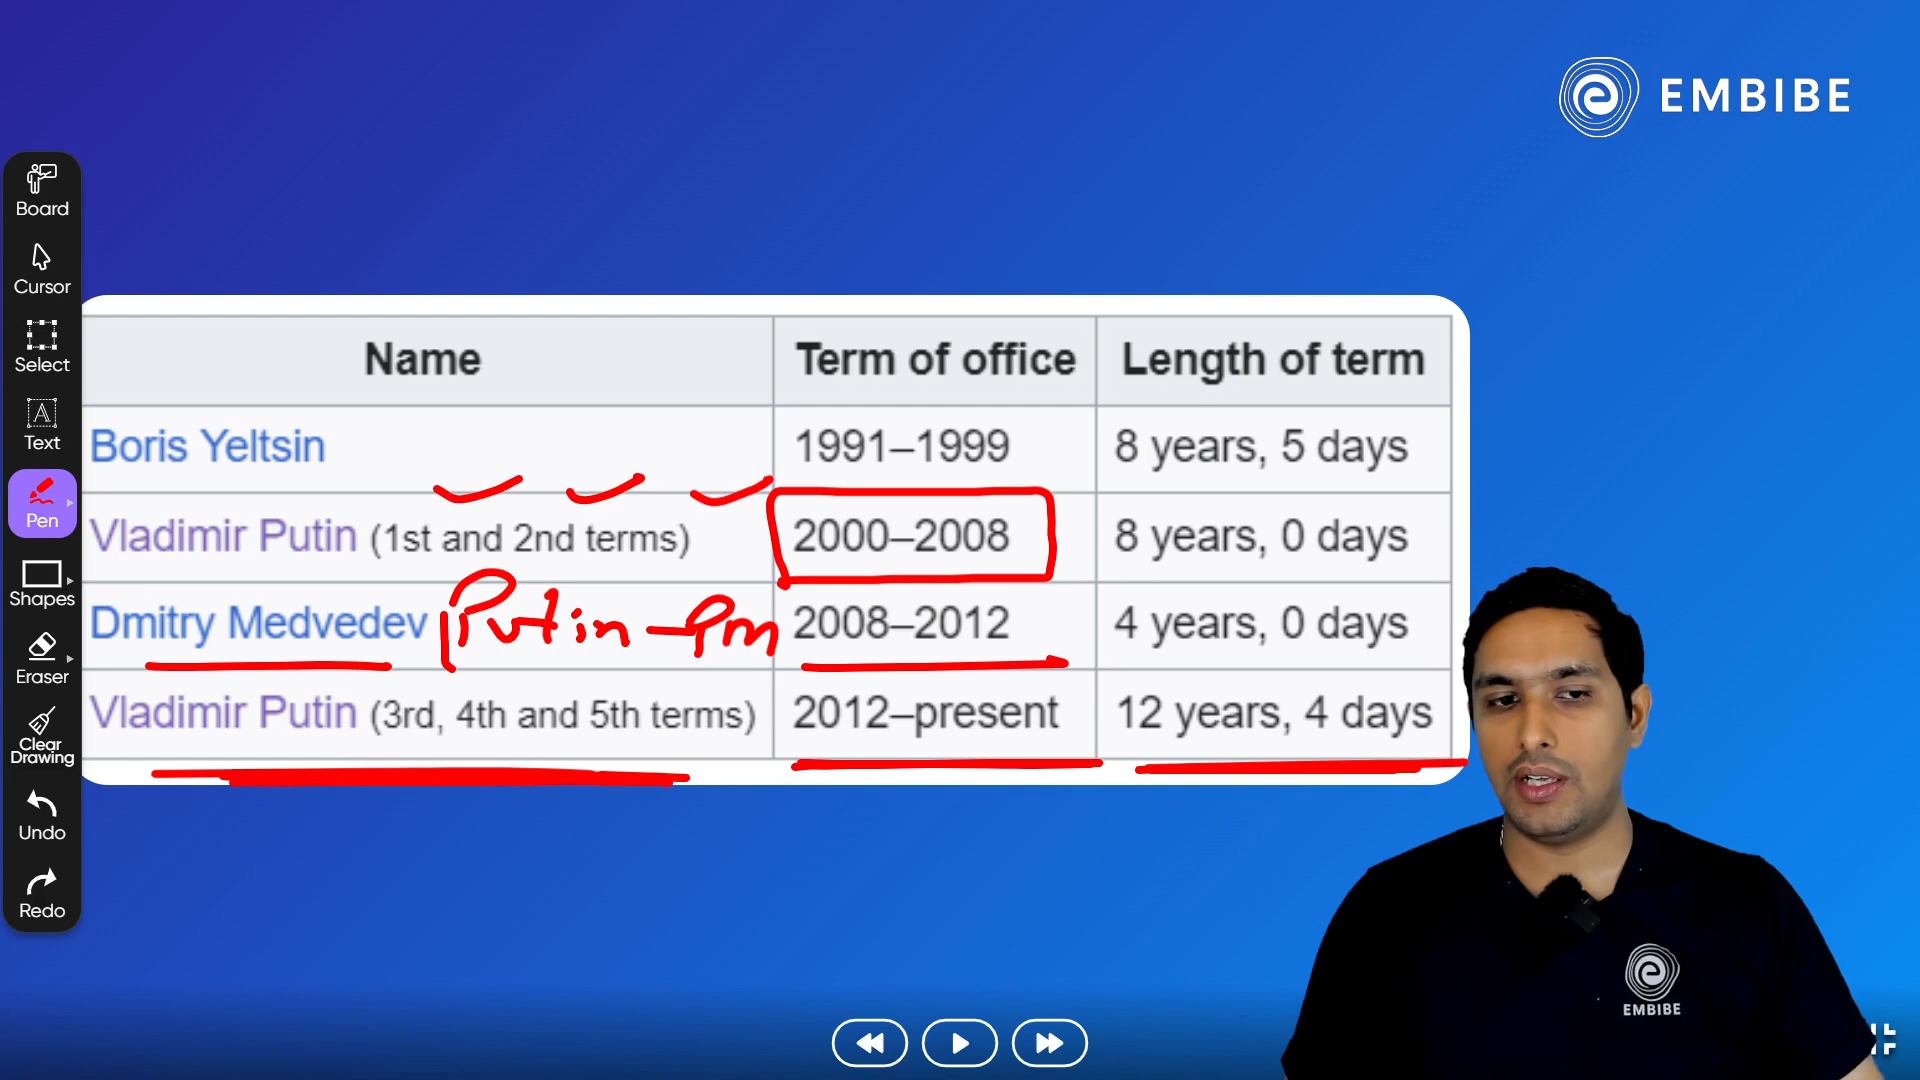 EMBIBE
Board
Cursor
Select
Text
Pen
Shapes
Eraser
Clear
Drawing
Undo
Redo
Name Term of office Length of term
Boris Yeltsin 1991–1999 8 years, 5 days
Vladimir Putin (1st and 2nd terms) 2000–2008 8 years, 0 days
Dmitry Medvedev Putin - Pm 2008–2012 4 years, 0 days
Vladimir Putin (3rd, 4th and 5th terms) 2012–present 12 years, 4 days
EMBIBE